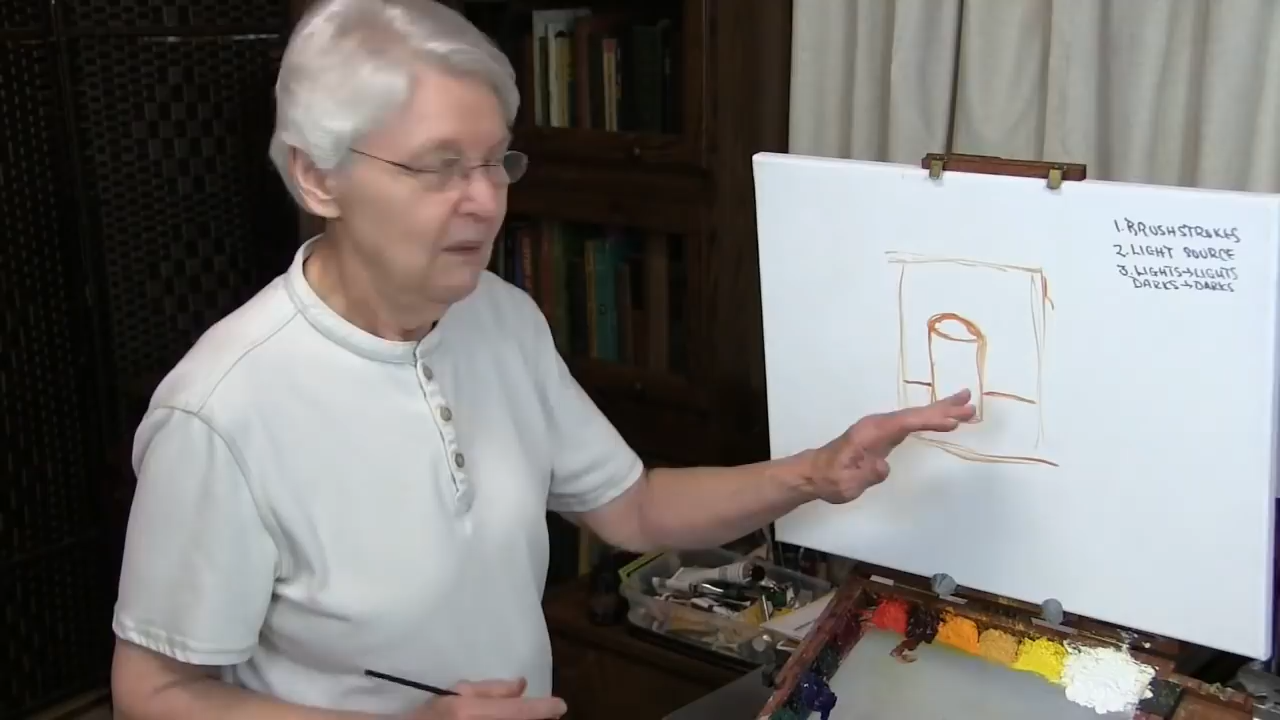 1. BRUSHSTROKES
2. LIGHT SOURCE
3. LIGHTS→LIGHTS
DARKS→DARKS